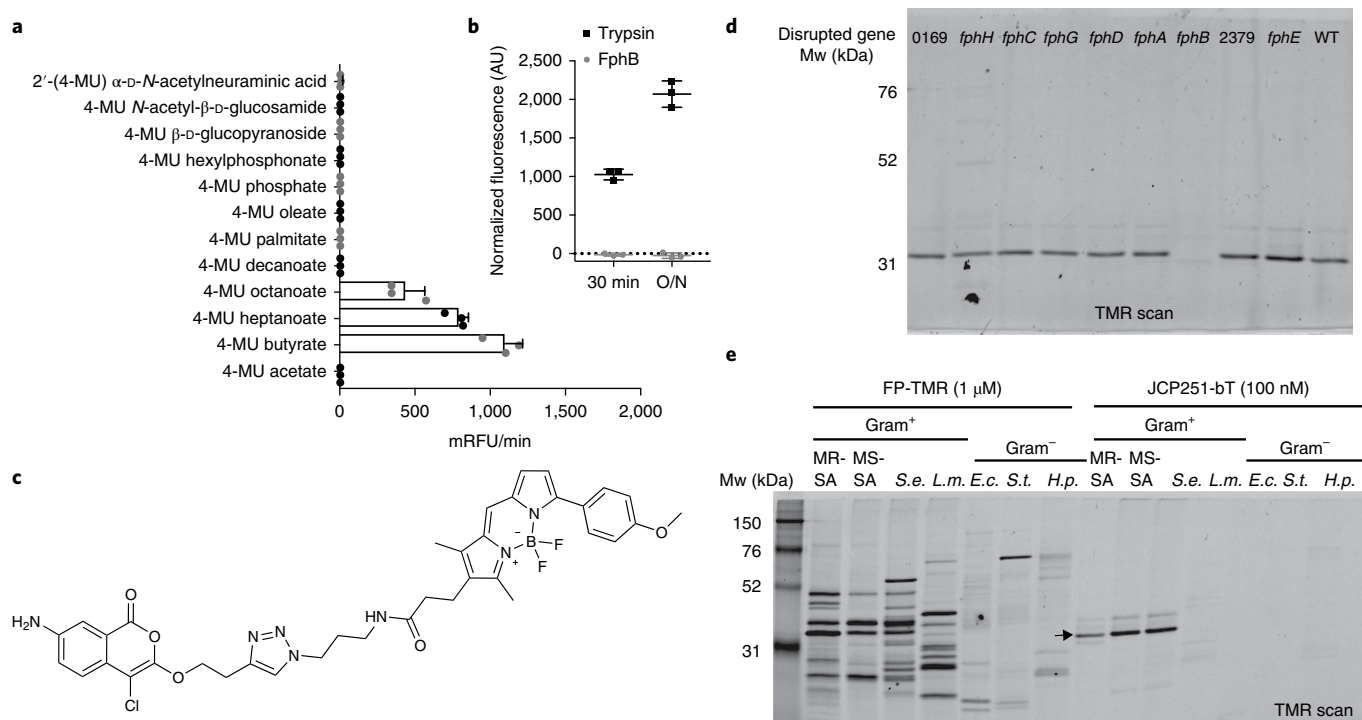 a
2′-(4-MU) α-D-N-acetylneuraminic acid
4-MU N-acetyl-β-D-glucosamide
4-MU β-D-glucopyranoside
4-MU hexylphosphonate
4-MU phosphate
4-MU oleate
4-MU palmitate
4-MU decanoate
4-MU octanoate
4-MU heptanoate
4-MU butyrate
4-MU acetate
0 500 1,000 1,500 2,000
mRFU/min
b
Trypsin
FphB
Normalized fluorescence (AU)
2,500
2,000
1,500
1,000
500
0
30 min O/N
c
H₂N
O
O
O
Cl
N N
N
HN
O
N
N
+
−
B
F
F
O
d
Disrupted gene 0169 fphH fphC fphG fphD fphA fphB 2379 fphE WT
Mw (kDa)
76
52
31
TMR scan
e
FP-TMR (1 μM) JCP251-bT (100 nM)
Gram⁺ Gram⁺
Gram⁻ Gram⁻
MR- MS- MR- MS-
Mw (kDa) SA SA S.e. L.m. E.c. S.t. H.p. SA SA S.e. L.m. E.c. S.t. H.p.
150
76
52
31
TMR scan